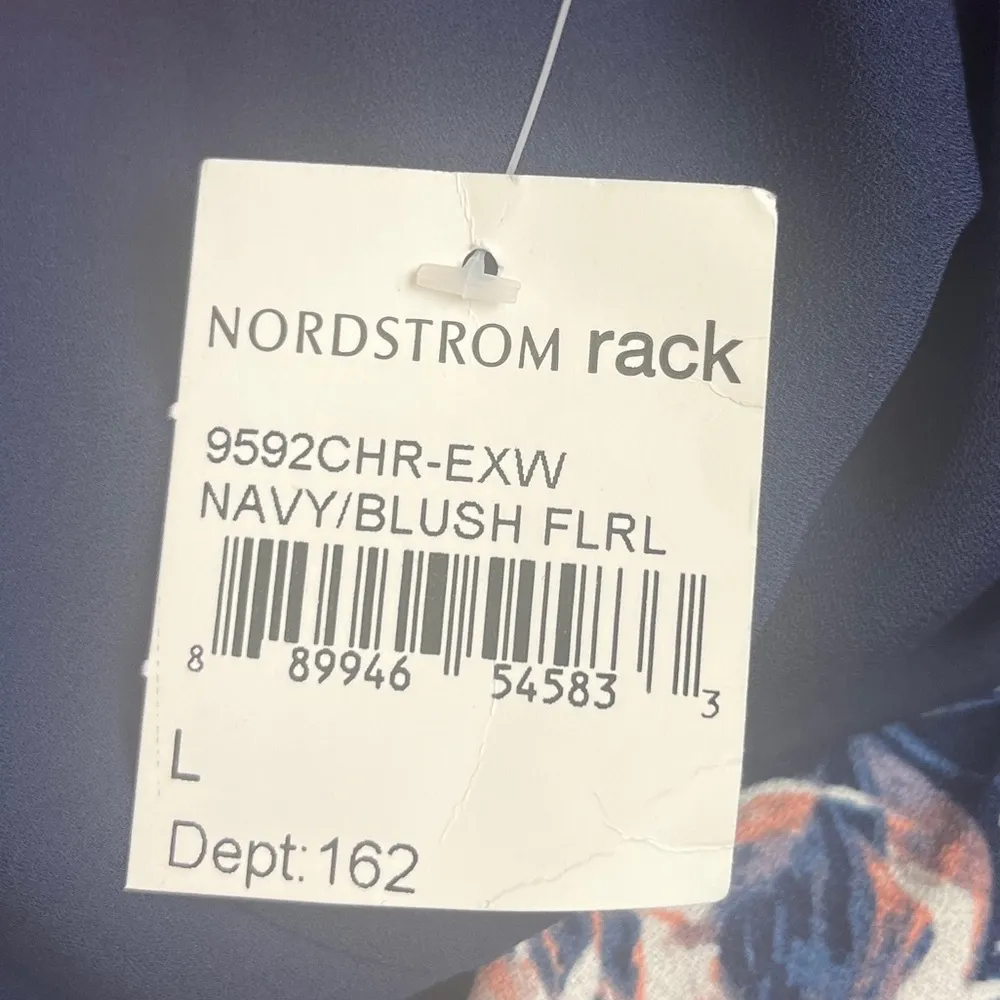 NORDSTROM rack
9592CHR-EXW
NAVY/BLUSH FLRL
8 89946 54583 3
L
Dept:162